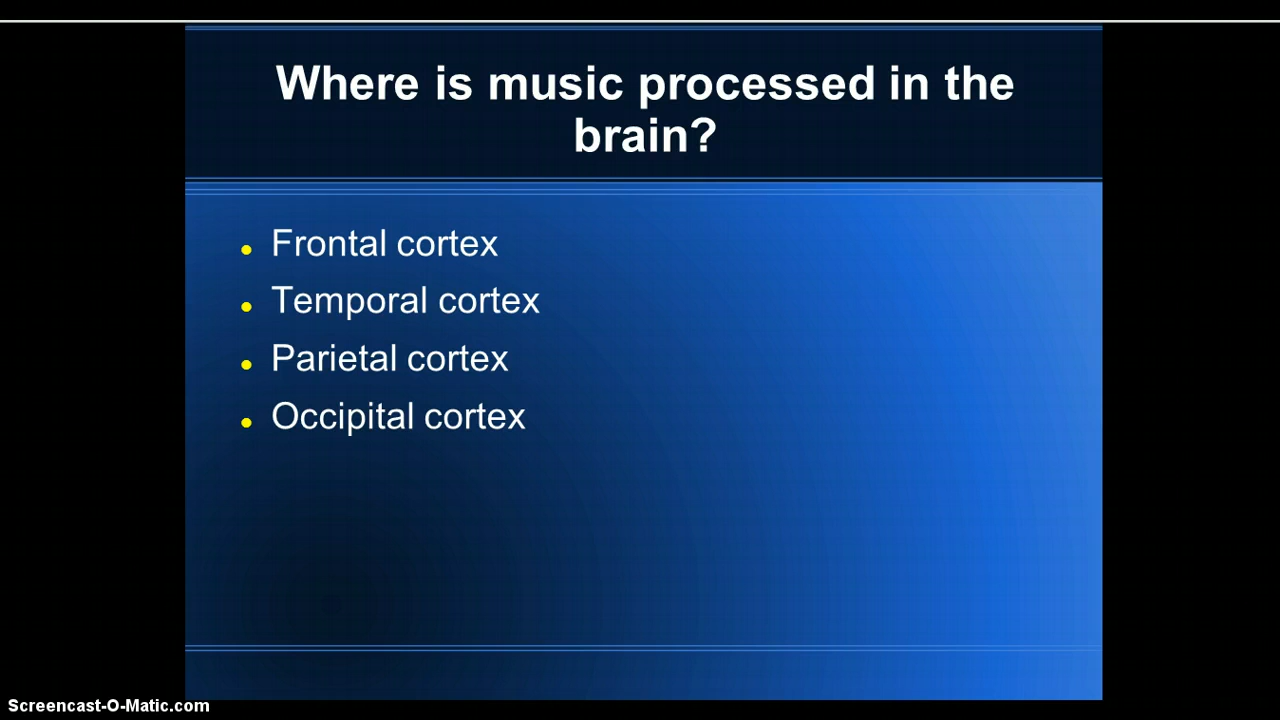 Where is music processed in the
brain?
Frontal cortex
Temporal cortex
Parietal cortex
Occipital cortex
Screencast-O-Matic.com